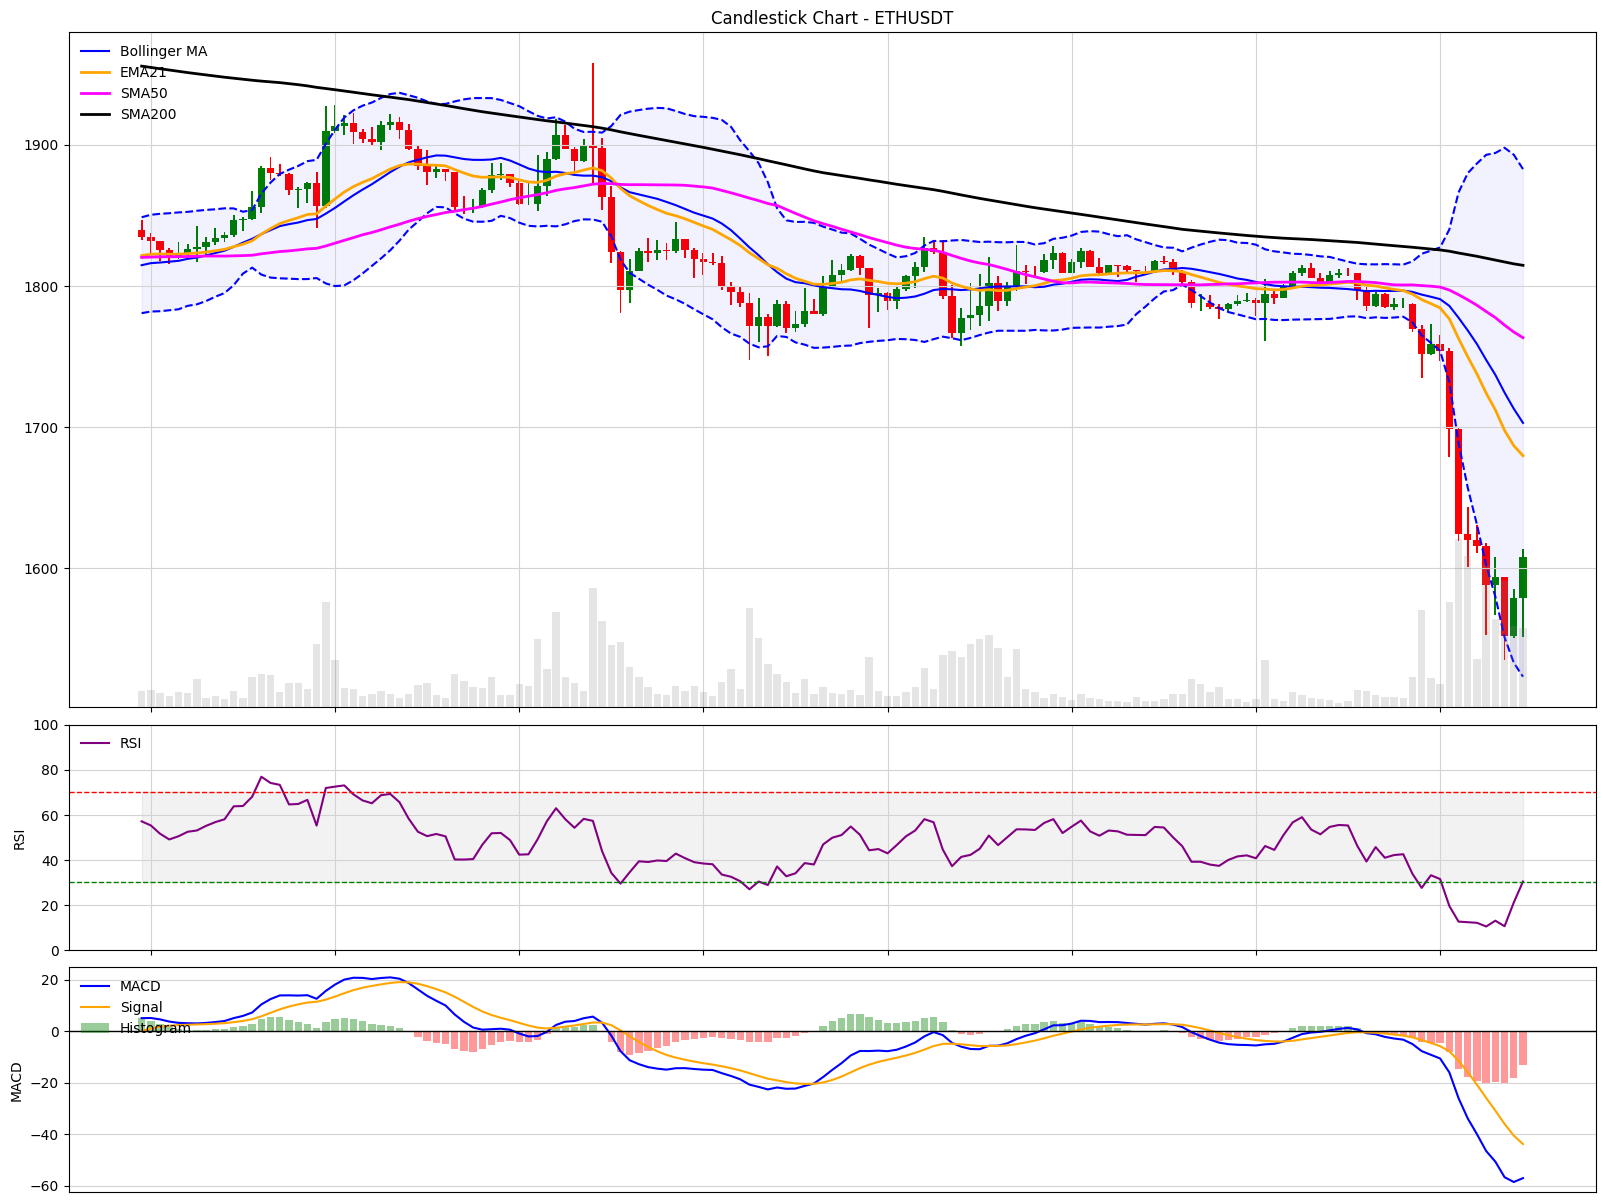 Candlestick Chart - ETHUSDT
Bollinger MA
EMA21
SMA50
SMA200
1900
1800
1700
1600
RSI
100
80
60
40
20
0
RSI
MACD
Signal
Histogram
20
0
−20
−40
−60
MACD